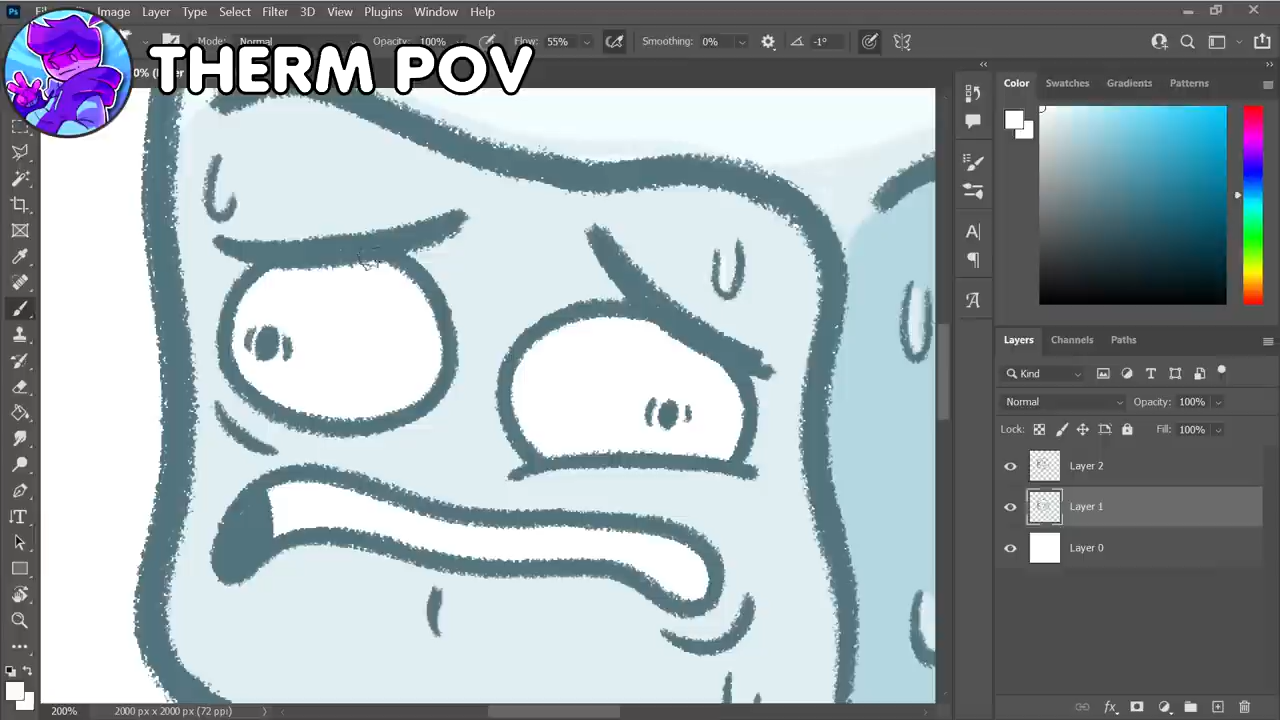 Ps File Image Layer Type Select Filter 3D View Plugins Window Help
Mode: Normal Opacity: 100% Flow: 55% Smoothing: 0% -1°
THERM POV
Color Swatches Gradients Patterns
Layers Channels Paths
Kind
Normal Opacity: 100%
Lock: Fill: 100%
Layer 2
Layer 1
Layer 0
200% 2000 px x 2000 px (72 ppi)